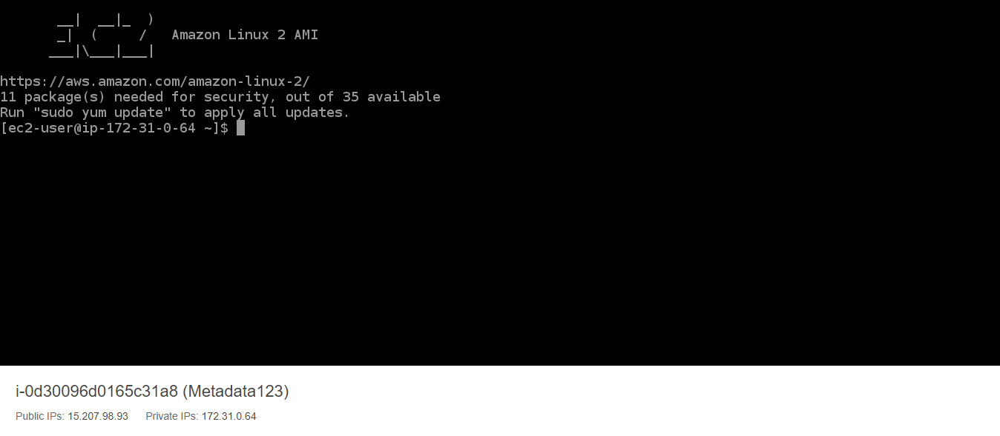 __|  __|_  )
       _|  (     /   Amazon Linux 2 AMI
      ___|\___|___|
https://aws.amazon.com/amazon-linux-2/
11 package(s) needed for security, out of 35 available
Run "sudo yum update" to apply all updates.
[ec2-user@ip-172-31-0-64 ~]$
i-0d30096d0165c31a8 (Metadata123)
Public IPs: 15.207.98.93 Private IPs: 172.31.0.64